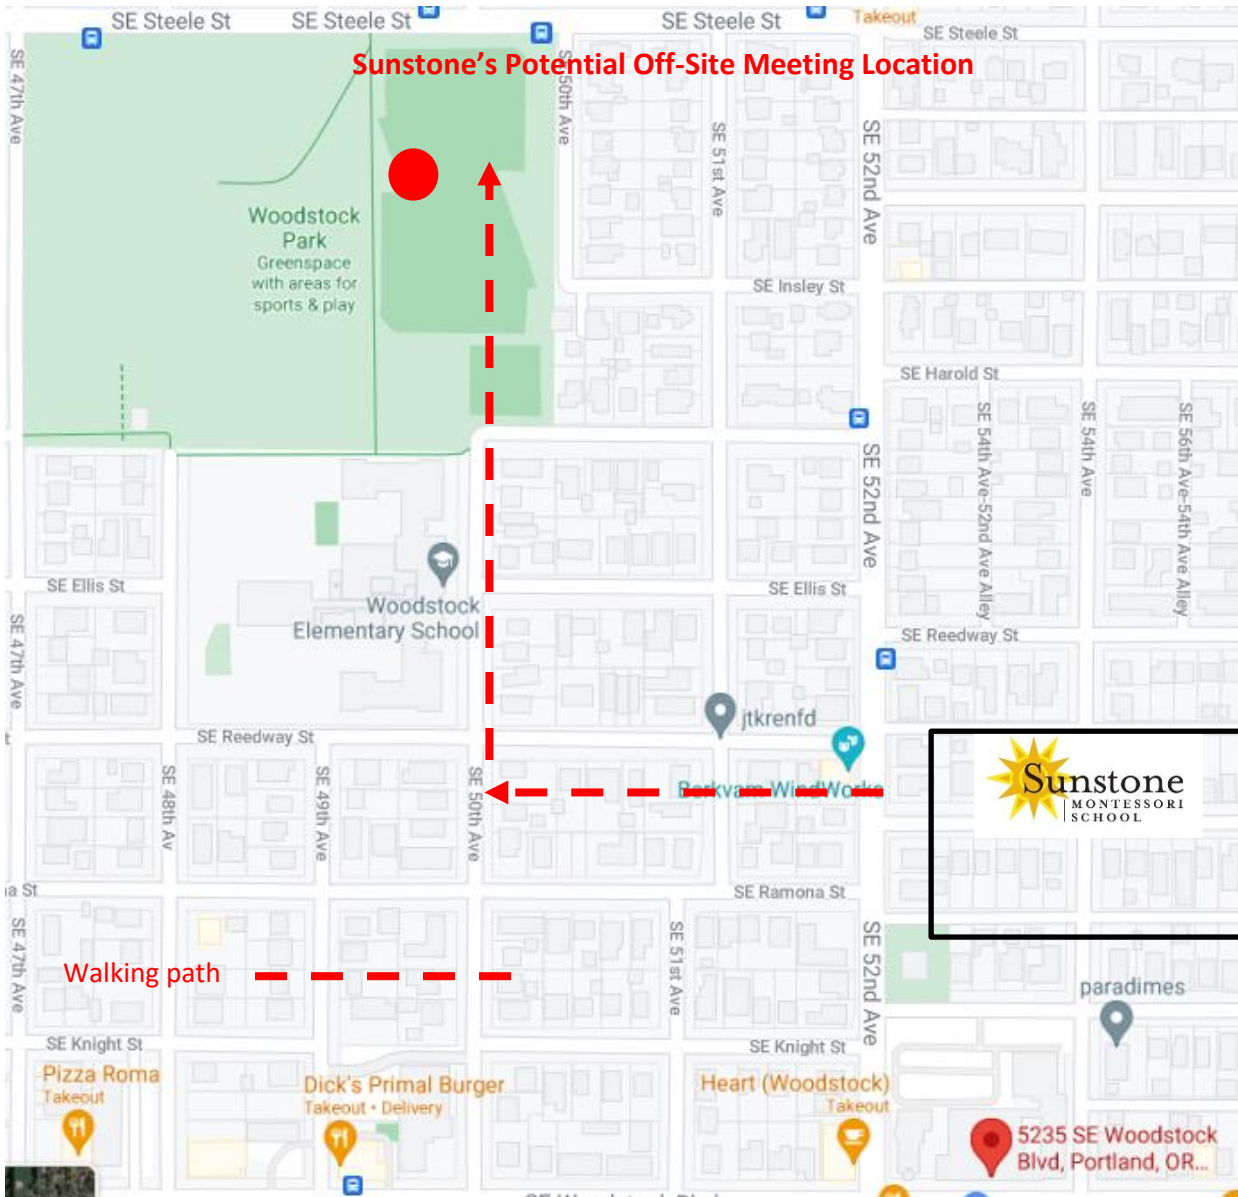 SE Steele St
SE Steele St
SE Steele St
Takeout
SE Steele St
Sunstone's Potential Off-Site Meeting Location
SE 47th Ave
50th Ave
SE 51st Ave
SE 52nd Ave
Woodstock
Park
Greenspace
with areas for
sports & play
SE Insley St
SE Harold St
SE 54th Ave-52nd Ave Alley
SE 54th Ave
SE 56th Ave-54th Ave Alley
SE 52nd Ave
SE Ellis St
Woodstock
Elementary School
SE Ellis St
SE 47th Ave
SE Reedway St
jtkrenfd
SE Reedway St
Berkvam WindWorks
Sunstone
MONTESSORI
SCHOOL
SE 48th Av
SE 49th Ave
SE 50th Ave
a St
SE Ramona St
SE 47th Ave
SE 51st Ave
SE 52nd Ave
Walking path
paradimes
SE Knight St
SE Knight St
Pizza Roma
Takeout
Dick's Primal Burger
Takeout • Delivery
Heart (Woodstock)
Takeout
5235 SE Woodstock
Blvd, Portland, OR...